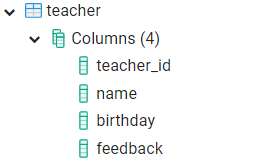 teacher
Columns (4)
teacher_id
name
birthday
feedback